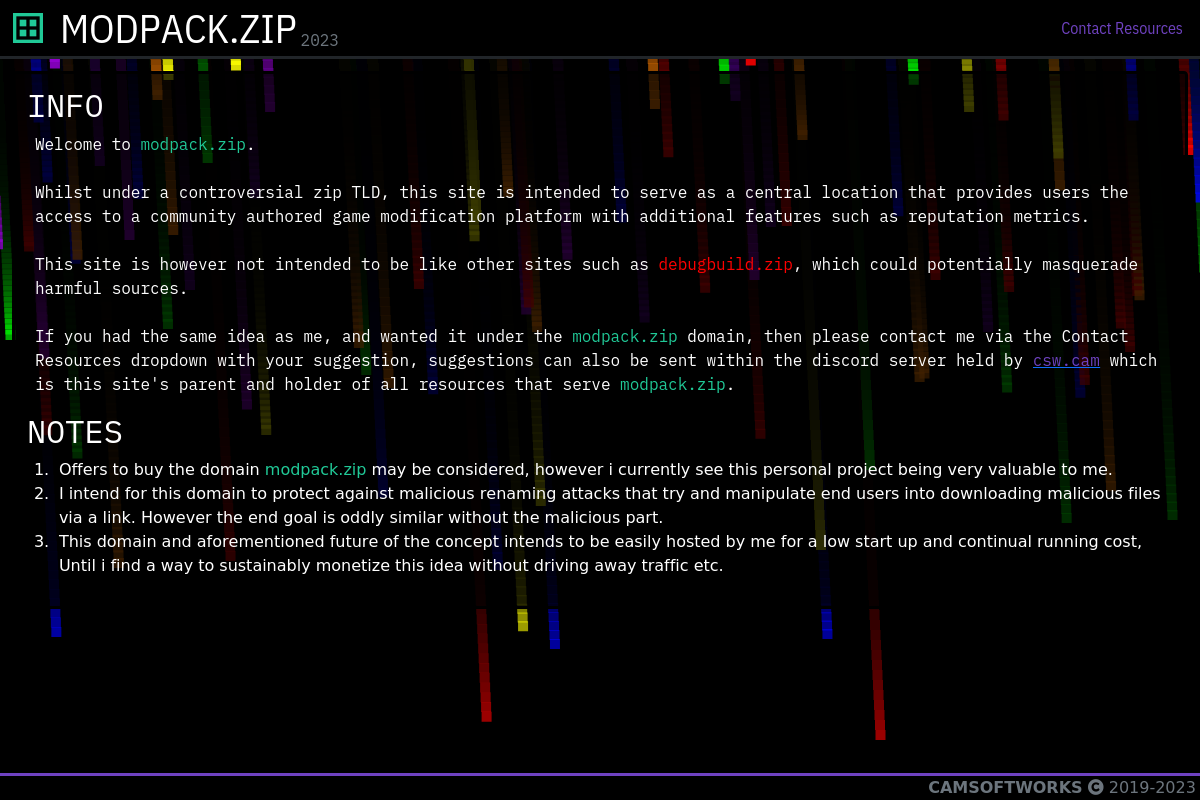 MODPACK.ZIP 2023
Contact Resources
INFO
Welcome to modpack.zip.
Whilst under a controversial zip TLD, this site is intended to serve as a central location that provides users the
access to a community authored game modification platform with additional features such as reputation metrics.
This site is however not intended to be like other sites such as debugbuild.zip, which could potentially masquerade
harmful sources.
If you had the same idea as me, and wanted it under the modpack.zip domain, then please contact me via the Contact
Resources dropdown with your suggestion, suggestions can also be sent within the discord server held by csw.cam which
is this site's parent and holder of all resources that serve modpack.zip.
NOTES
1. Offers to buy the domain modpack.zip may be considered, however i currently see this personal project being very valuable to me.
2. I intend for this domain to protect against malicious renaming attacks that try and manipulate end users into downloading malicious files
via a link. However the end goal is oddly similar without the malicious part.
3. This domain and aforementioned future of the concept intends to be easily hosted by me for a low start up and continual running cost,
Until i find a way to sustainably monetize this idea without driving away traffic etc.
CAMSOFTWORKS © 2019-2023